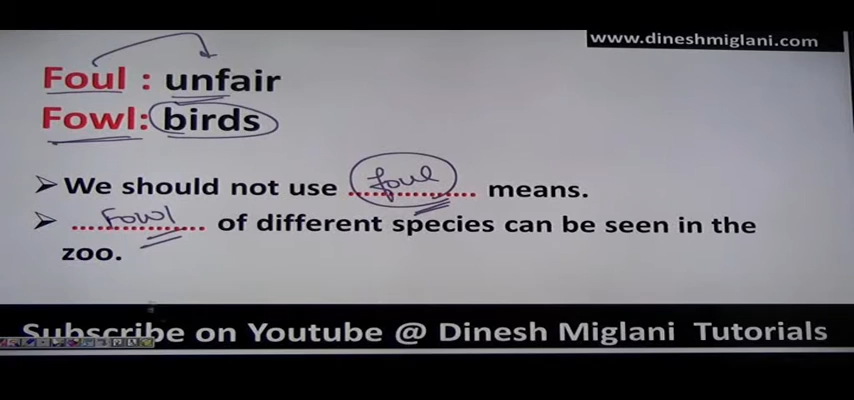 www.dineshmiglani.com
Foul : unfair
Fowl: birds
➢ We should not use ...foul... means.
➢ ...Fowl... of different species can be seen in the
zoo.
Subscribe on Youtube @ Dinesh Miglani Tutorials